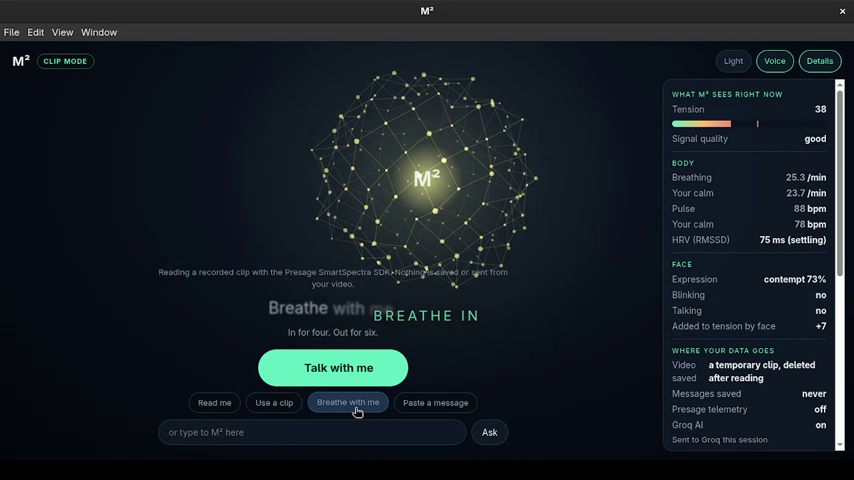 M²
File Edit View Window
M² CLIP MODE
Light Voice Details
M²
Reading a recorded clip with the Presage SmartSpectra SDK. Nothing is saved or sent from
your video.
Breathe with me
BREATHE IN
In for four. Out for six.
Talk with me
Read me Use a clip Breathe with me Paste a message
or type to M² here Ask
WHAT M² SEES RIGHT NOW
Tension 38
Signal quality good
BODY
Breathing 25.3 /min
Your calm 23.7 /min
Pulse 88 bpm
Your calm 78 bpm
HRV (RMSSD) 75 ms (settling)
FACE
Expression contempt 73%
Blinking no
Talking no
Added to tension by face +7
WHERE YOUR DATA GOES
Video saved a temporary clip, deleted after reading
Messages saved never
Presage telemetry off
Groq AI on
Sent to Groq this session